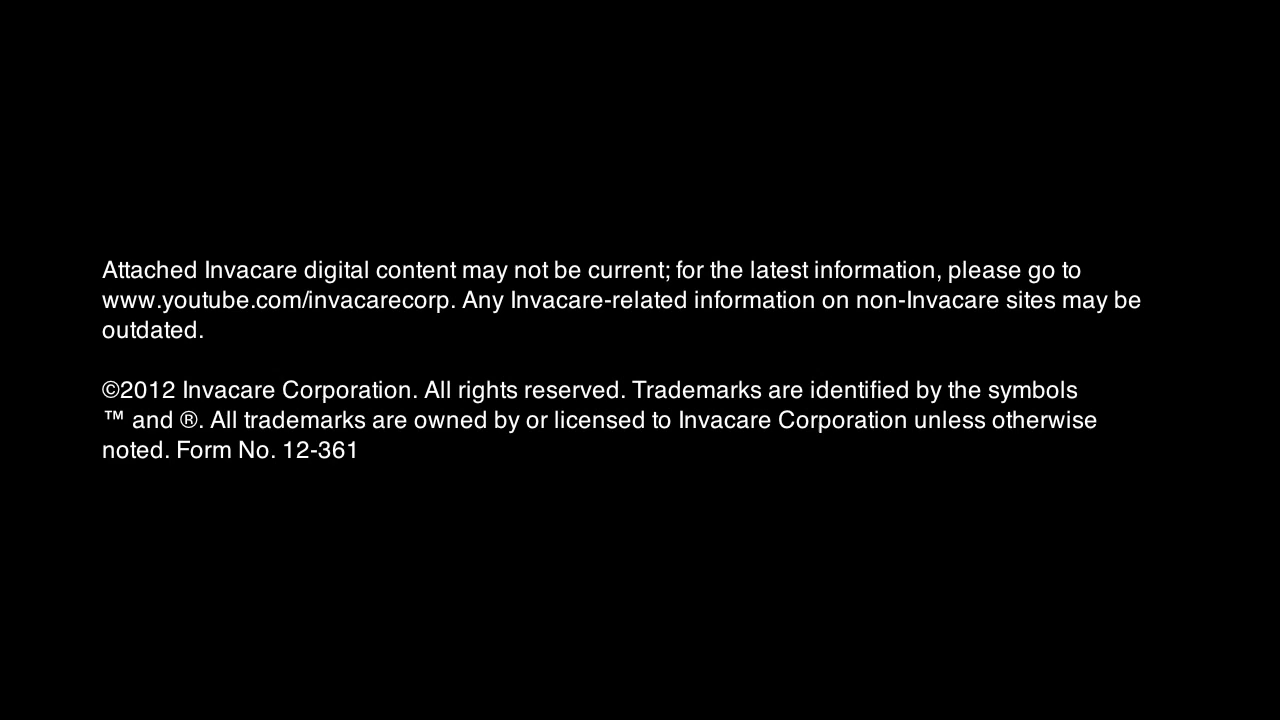 Attached Invacare digital content may not be current; for the latest information, please go to
www.youtube.com/invacarecorp. Any Invacare-related information on non-Invacare sites may be
outdated.
©2012 Invacare Corporation. All rights reserved. Trademarks are identified by the symbols
™ and ®. All trademarks are owned by or licensed to Invacare Corporation unless otherwise
noted. Form No. 12-361